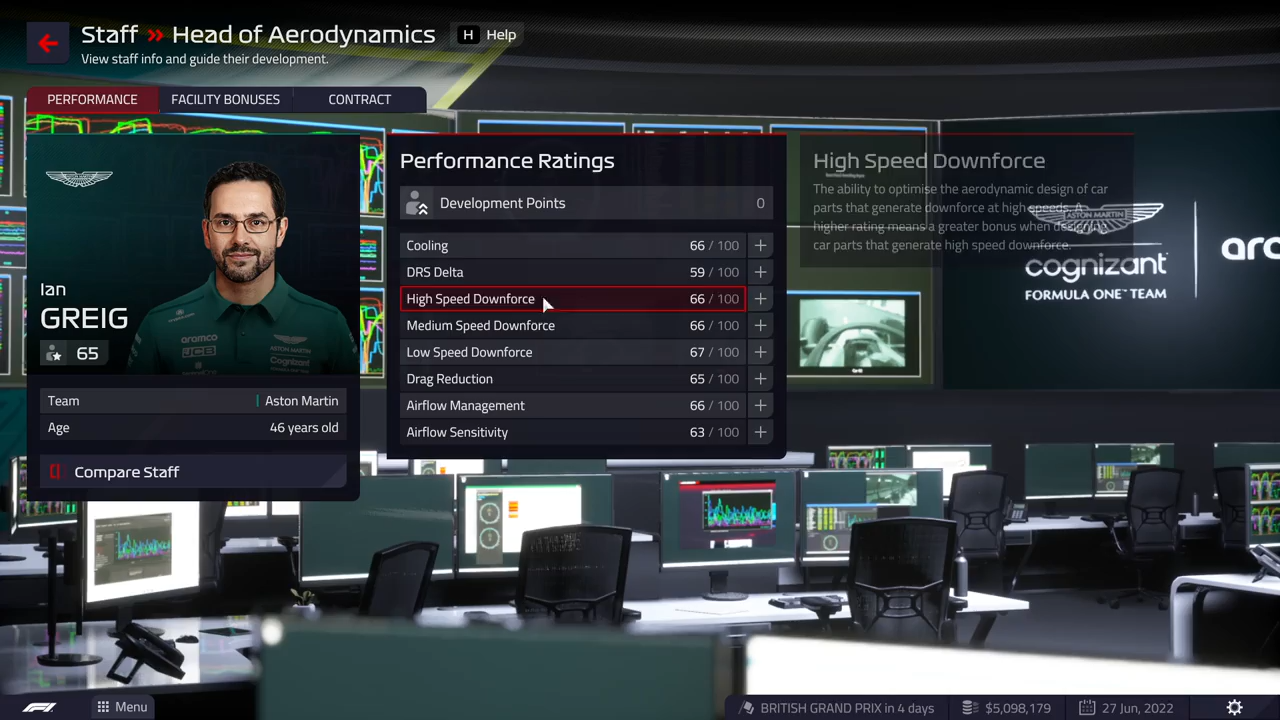 Staff » Head of Aerodynamics
H Help
View staff info and guide their development.
PERFORMANCE
FACILITY BONUSES
CONTRACT
Ian
GREIG
65
Team Aston Martin
Age 46 years old
Compare Staff
Performance Ratings
Development Points 0
Cooling 66 / 100 +
DRS Delta 59 / 100 +
High Speed Downforce 66 / 100 +
Medium Speed Downforce 66 / 100 +
Low Speed Downforce 67 / 100 +
Drag Reduction 65 / 100 +
Airflow Management 66 / 100 +
Airflow Sensitivity 63 / 100 +
High Speed Downforce
The ability to optimise the aerodynamic design of car
parts that generate downforce at high speeds. A
higher rating means a greater bonus when designing
car parts that generate high speed downforce.
ASTON MARTIN
cognizant
FORMULA ONE™ TEAM
aramco
JCB
Cognizant
Menu
BRITISH GRAND PRIX in 4 days
$5,098,179
27 Jun, 2022